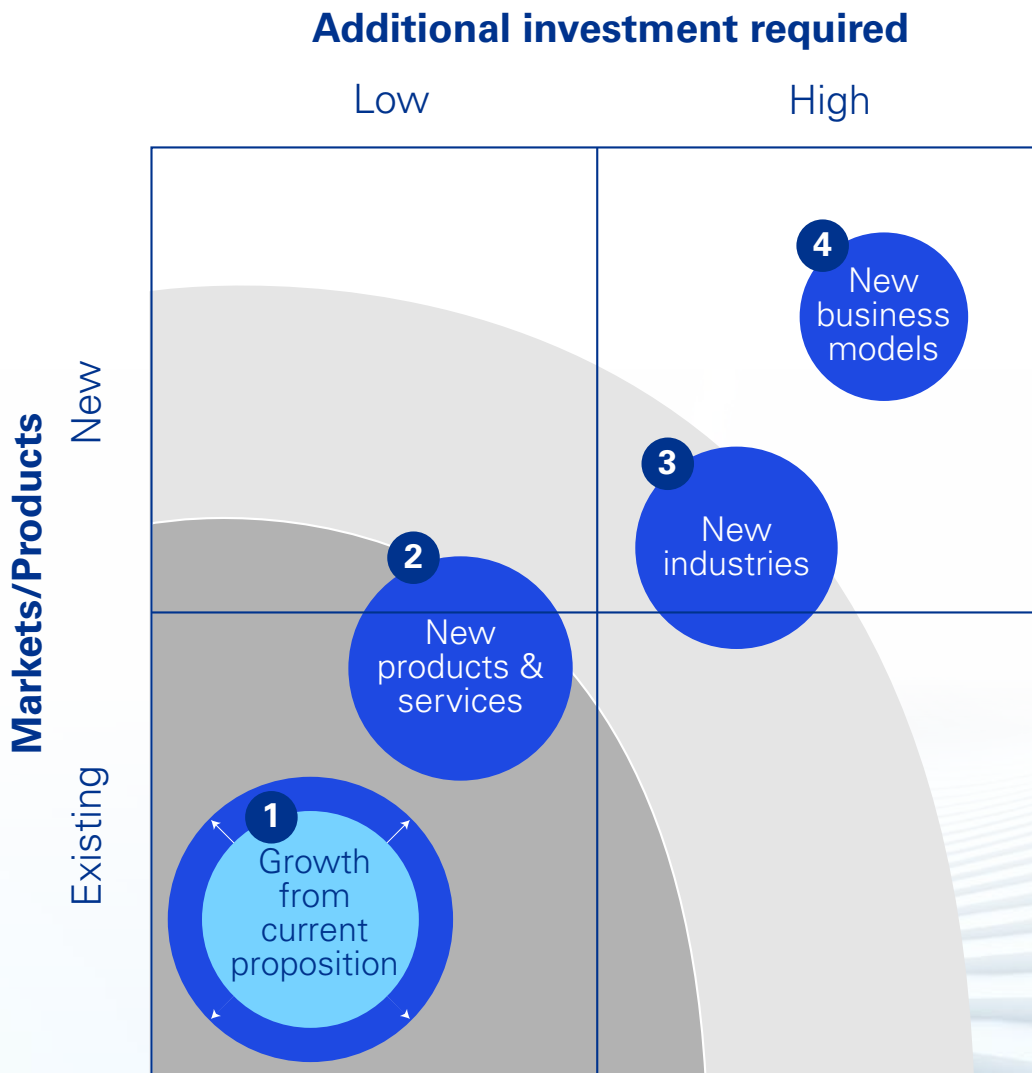 Additional investment required
Low
High
Markets/Products
New
Existing
4
New
business
models
3
New
industries
2
New
products &
services
1
Growth
from
current
proposition